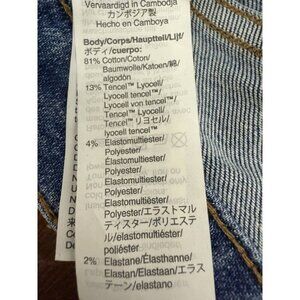 Vervaardigd in Cambodja
カンボジア製
Hecho en Camboya
Body/Corps/Hauptteil/Lijf/
ボディ/cuerpo:
81% Cotton/Coton/
Baumwolle/Katoen/綿/
algodón
13% Tencel™ Lyocell/
Lyocell tencel™/
Lyocell von tencel™/
Tencel™ Lyocell/
Tencel™ リヨセル/
lyocell tencel™
4% Elastomultiester/
Polyester/
Élastomultiester/
Polyester/
Elastomultiester/
Polyester/
Elastomultiester/
Polyester/エラストマル
ティエスター/ポリエステ
ル/elastomultiéster/
poliéster
2% Elastane/Élasthanne/
Elastan/Elastaan/エラス
テーン/elastano